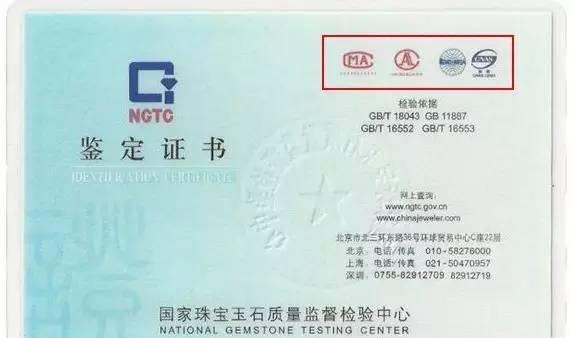 CMA
CNAS
NGTC
鉴定证书
IDENTIFICATION CERTIFICATE
检验依据
GB/T 18043 GB 11887
GB/T 16552 GB/T 16553
网上查询:
www.ngtc.gov.cn
www.chinajeweler.com
北京市北三环东路36号环球贸易中心C座22层
北京: 电话/传真 010-58276000
上海: 电话/传真 021-50470957
深圳: 0755-82912709 82912719
国家珠宝玉石质量监督检验中心
NATIONAL GEMSTONE TESTING CENTER